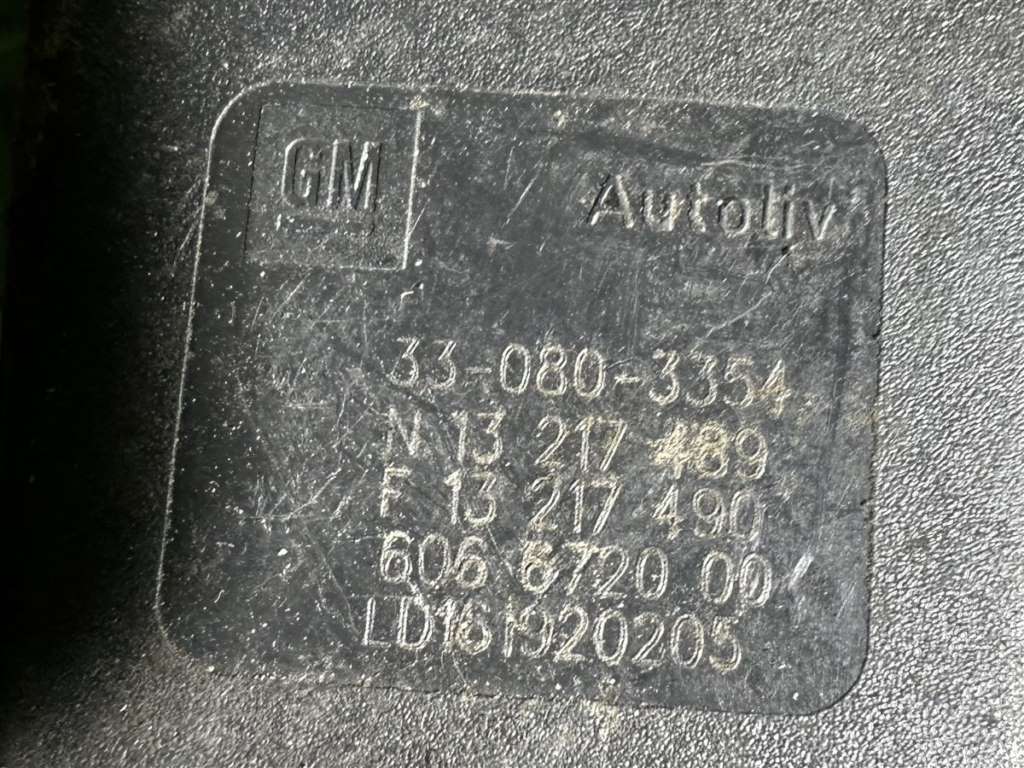 GM
Autoliv
33-080-3354
N 13 217 489
F 13 217 490
606 6720 00
LD161920205